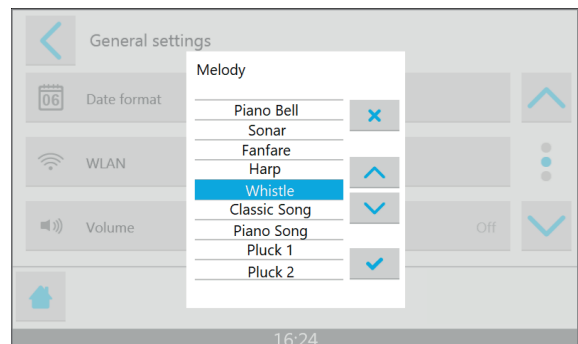 General settings
Melody
06
Date format
Piano Bell
Sonar
Fanfare
Harp
WLAN
Whistle
Classic Song
Piano Song
Volume
Off
Pluck 1
Pluck 2
16:24